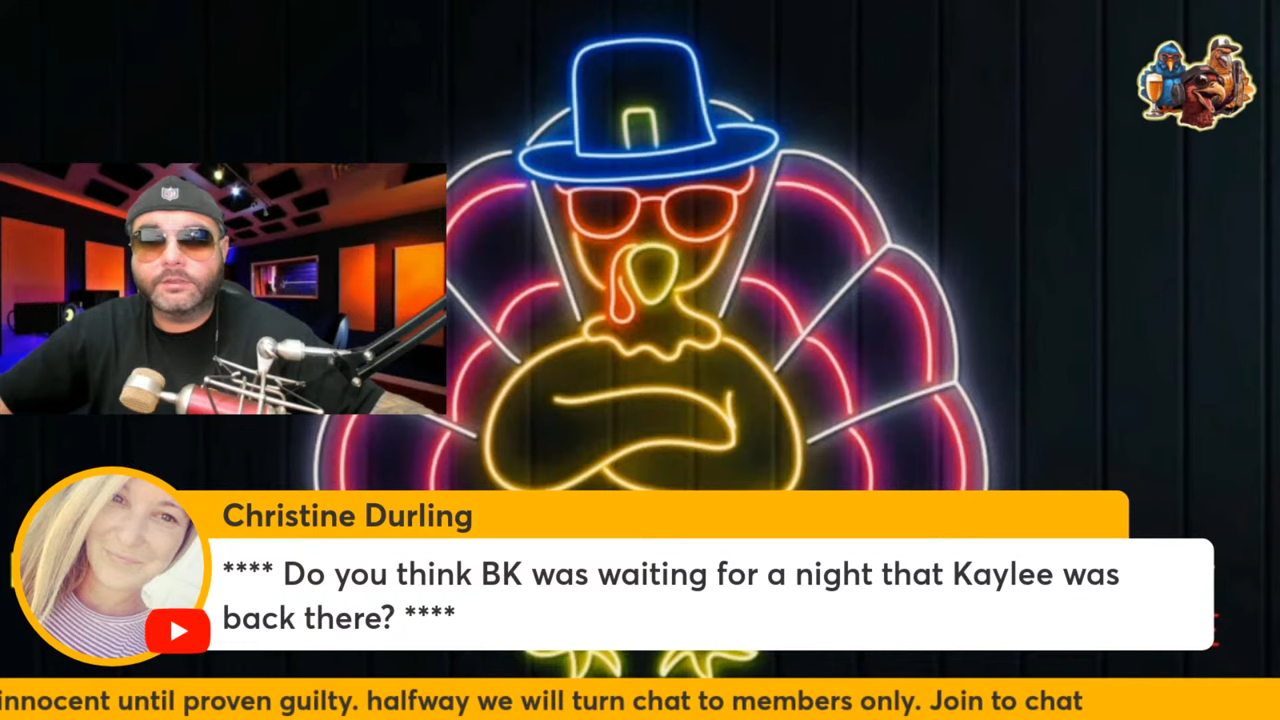 Christine Durling
**** Do you think BK was waiting for a night that Kaylee was
back there? ****
innocent until proven guilty. halfway we will turn chat to members only. Join to chat